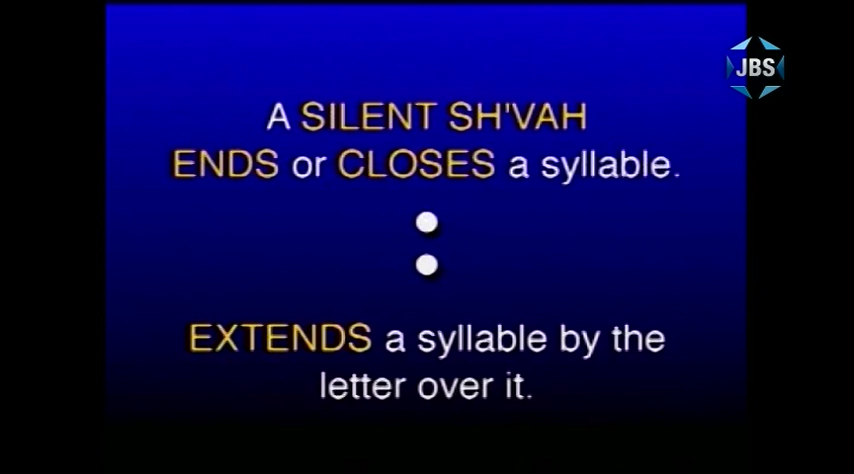 JBS
A SILENT SH'VAH
ENDS or CLOSES a syllable.
EXTENDS a syllable by the
letter over it.